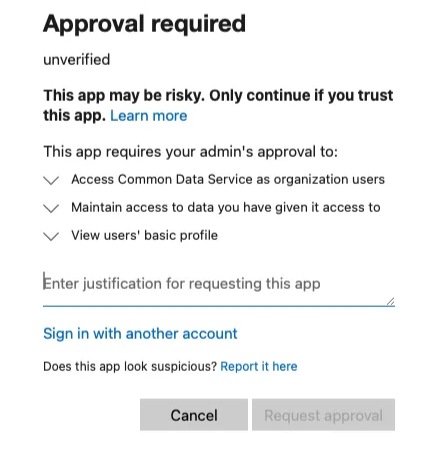 Approval required
unverified
This app may be risky. Only continue if you trust
this app. Learn more
This app requires your admin's approval to:
Access Common Data Service as organization users
Maintain access to data you have given it access to
View users' basic profile
Enter justification for requesting this app
Sign in with another account
Does this app look suspicious? Report it here
Cancel Request approval